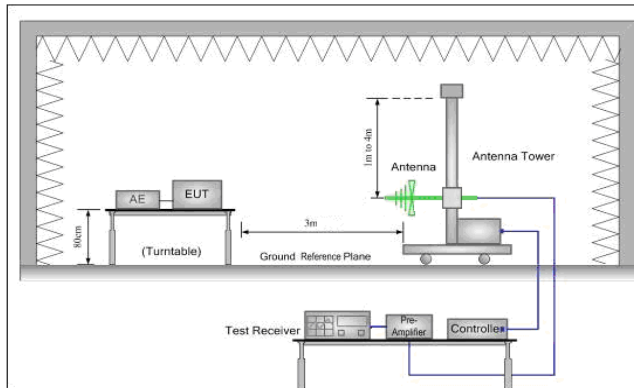 1m to 4m
Antenna
Antenna Tower
AE
EUT
80cm
(Turntable)
3m
Ground Reference Plane
Test Receiver
Pre-
Amplifier
Controller